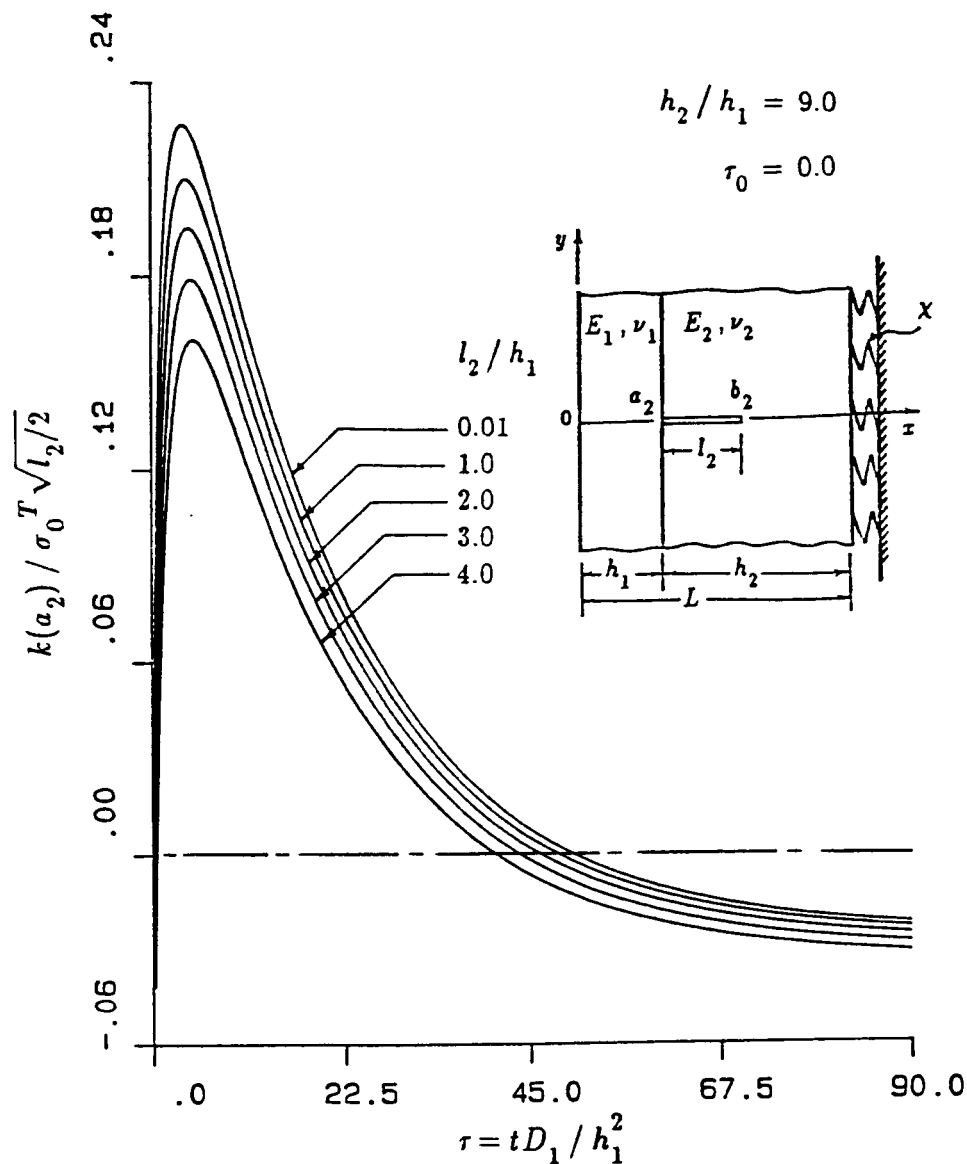 .24
.18
.12
.06
.00
-.06
k(a₂) / σ₀ᵀ √l₂/2
h₂ / h₁ = 9.0
τ₀ = 0.0
l₂ / h₁
0.01
1.0
2.0
3.0
4.0
y
E₁ , ν₁
E₂ , ν₂
χ
a₂
b₂
0
x
l₂
h₁
h₂
L
.0
22.5
45.0
67.5
90.0
τ = tD₁ / h₁²